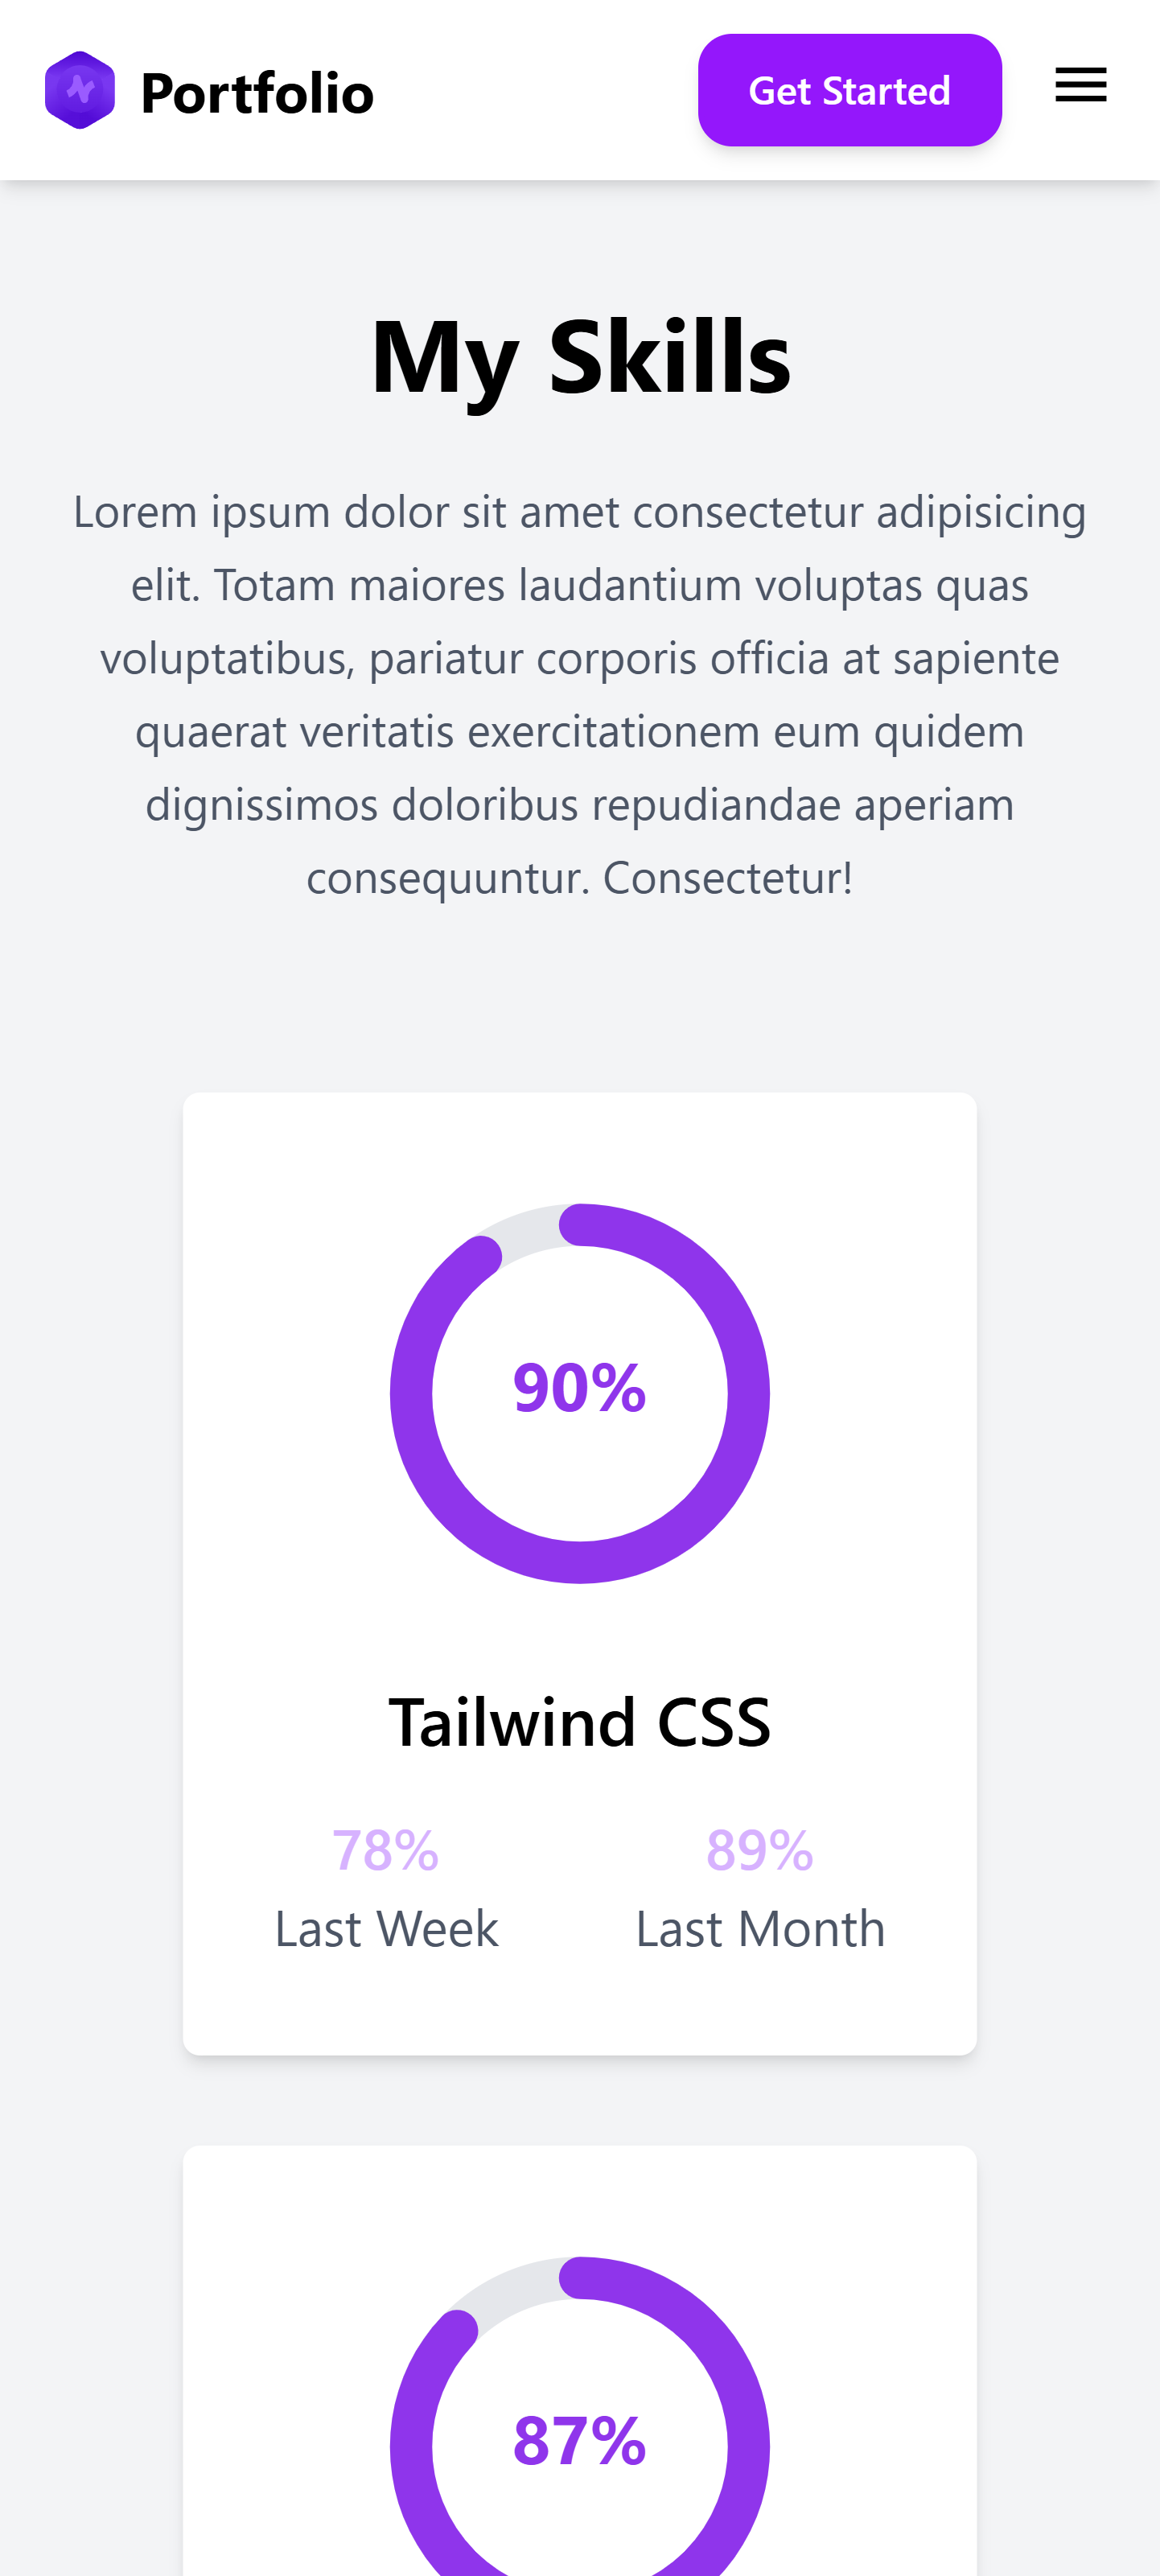 Portfolio
Get Started
My Skills
Lorem ipsum dolor sit amet consectetur adipisicing
elit. Totam maiores laudantium voluptas quas
voluptatibus, pariatur corporis officia at sapiente
quaerat veritatis exercitationem eum quidem
dignissimos doloribus repudiandae aperiam
consequuntur. Consectetur!
90%
Tailwind CSS
78% 89%
Last Week Last Month
87%